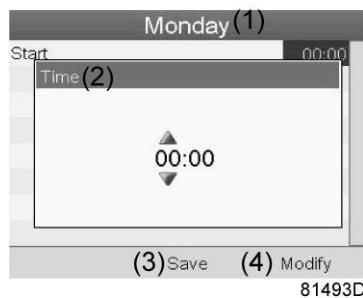 Monday (1)
Start 00:00
Time (2)
00:00
(3) Save (4) Modify
81493D